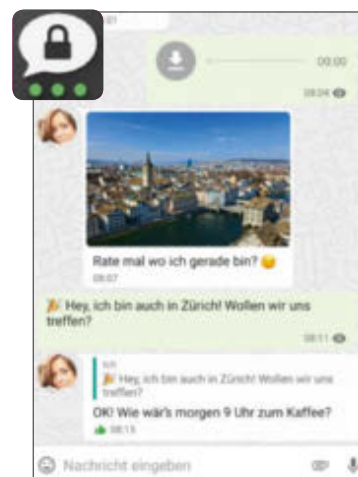 00:00
08:04
Rate mal wo ich gerade bin?
08:07
Hey, ich bin auch in Zürich! Wollen wir uns
treffen?
08:11
Ich
Hey, ich bin auch in Zürich! Wollen wir uns
treffen?
OK! Wie wär's morgen 9 Uhr zum Kaffee?
08:15
Nachricht eingeben